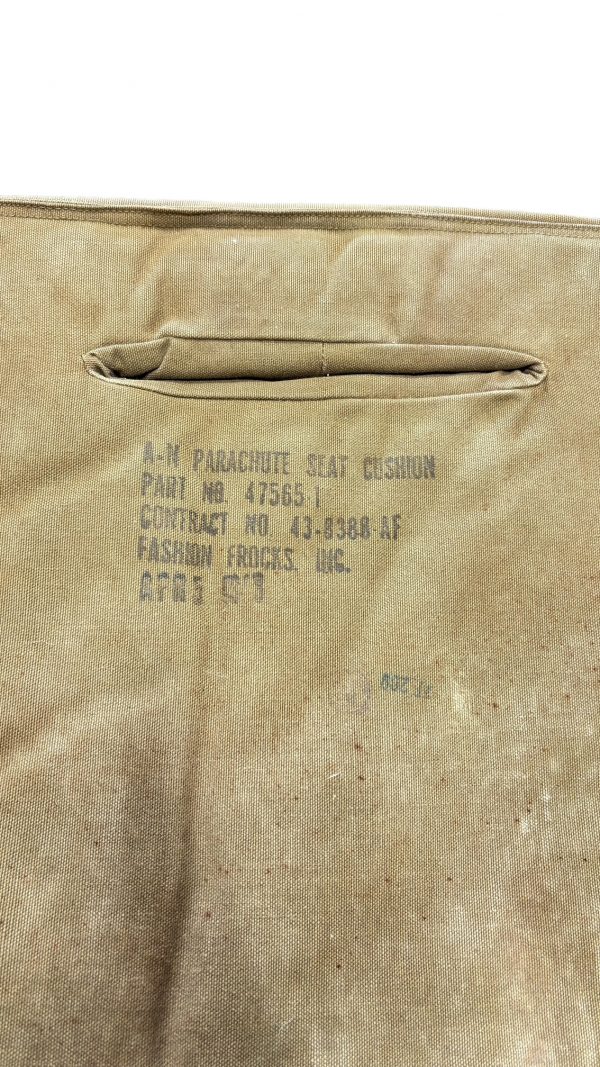 A-N PARACHUTE SEAT CUSHION
PART NO. 47565-1
CONTRACT NO. 43-8388-AF
FASHION FROCKS, INC.